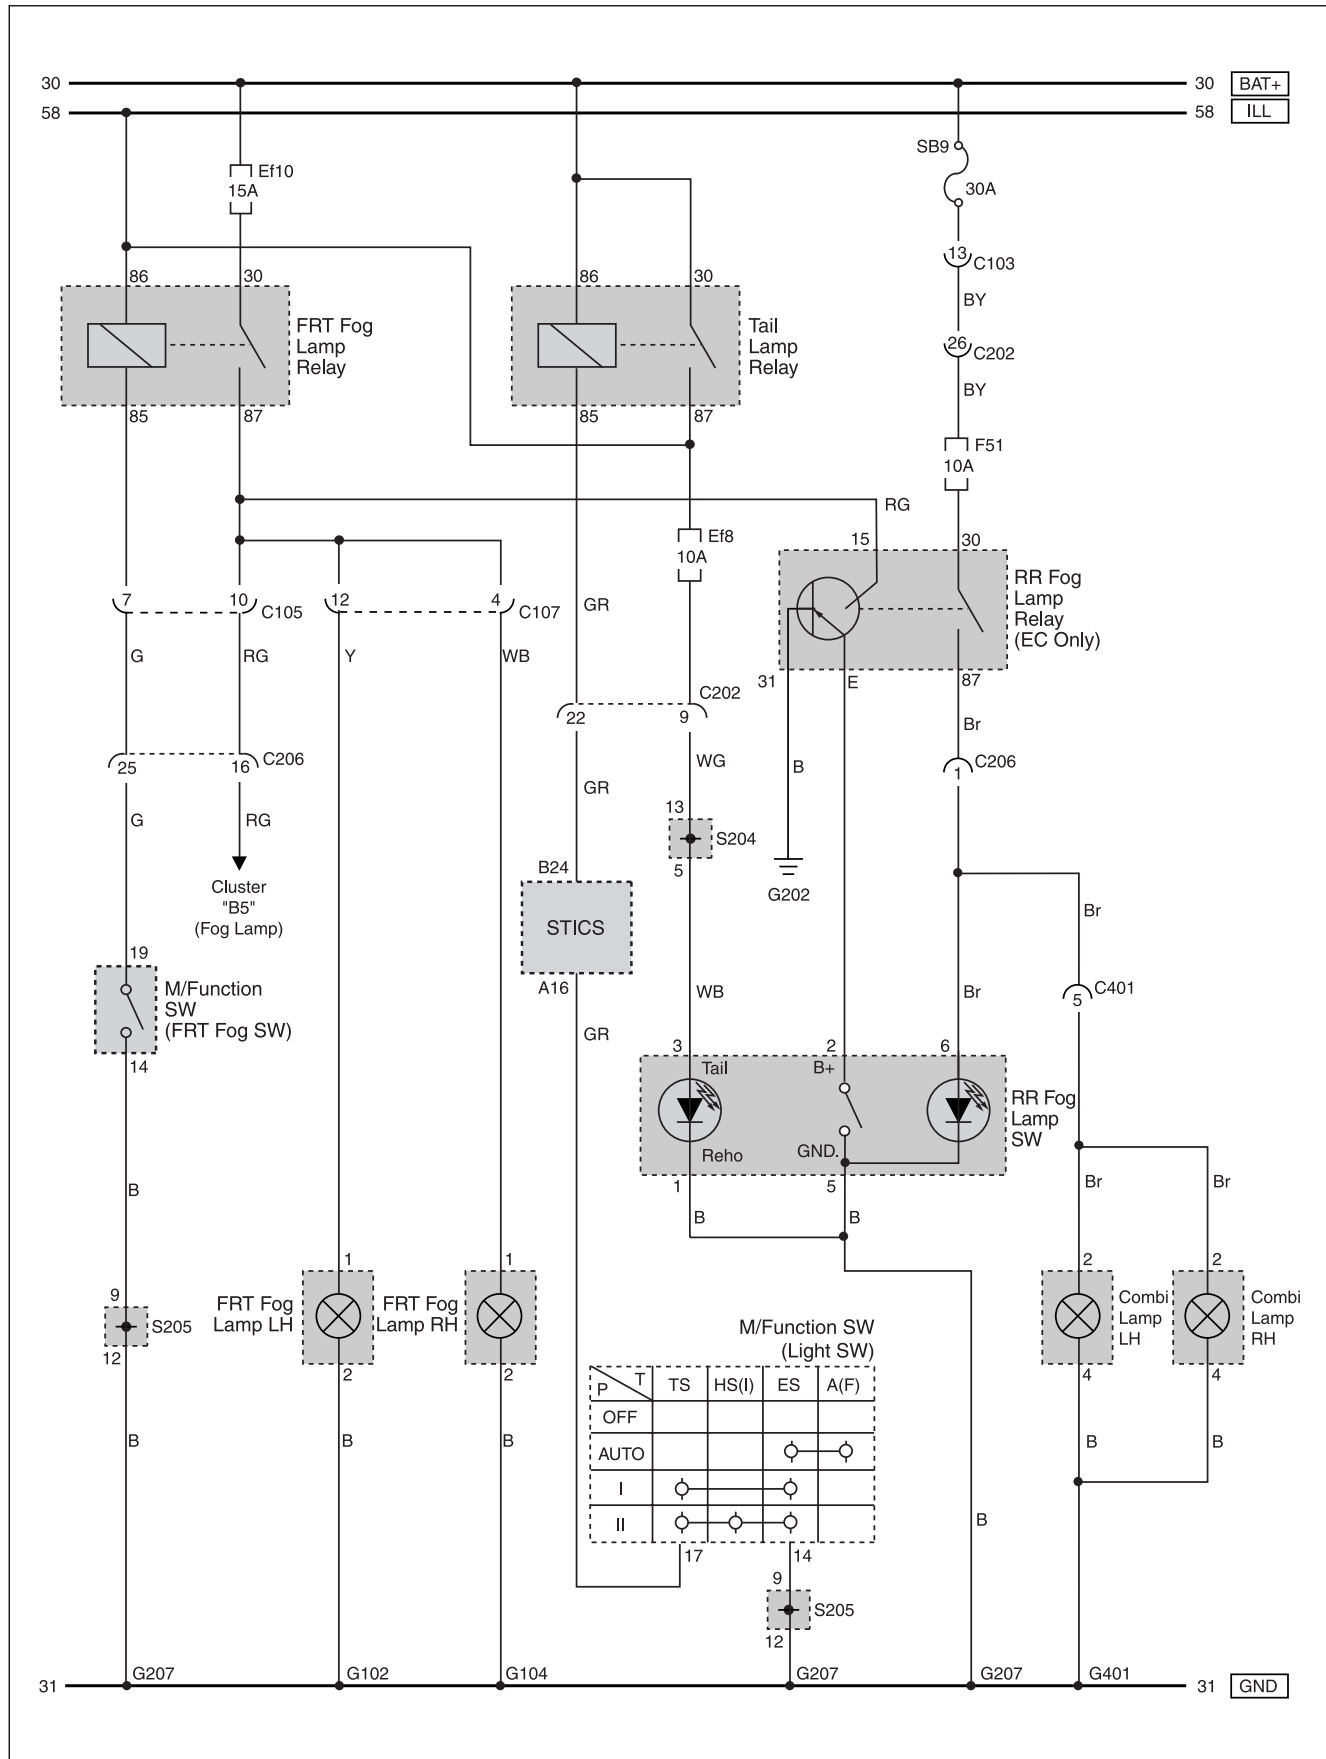 30
30 BAT+
58
58 ILL
Ef10
15A
SB9
30A
13 C103
BY
86 30
86 30
FRT Fog
Lamp
Relay
Tail
Lamp
Relay
26 C202
BY
85 87
85 87
F51
10A
RG
Ef8
10A
15 30
RR Fog
Lamp
Relay
(EC Only)
7 10 C105
12 4 C107
GR
G RG Y WB
31 E 87
C202
22 9
Br
25 16 C206
WG
B
C206
1
G RG
GR
13
S204
5
B24
STICS
A16
G202
Cluster
"B5"
(Fog Lamp)
Br
19
M/Function
SW
(FRT Fog SW)
14
WB
Br
C401
5
GR
3 2 6
Tail B+
RR Fog
Lamp
SW
Reho GND.
1 5
B
Br Br
B B
1 1
2 2
9
S205
12
FRT Fog
Lamp LH
FRT Fog
Lamp RH
Combi
Lamp
LH
Combi
Lamp
RH
2 2
4 4
M/Function SW
(Light SW)
P T TS HS(I) ES A(F)
OFF
AUTO
I
II
B B B
B B
17 14
B
9
S205
12
31
G207 G102 G104 G207 G207 G401
31 GND